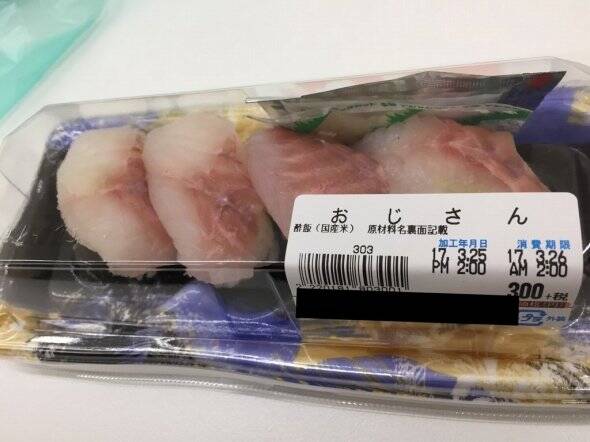 おじさん
酢飯(国産米) 原材料名裏面記載
303
加工年月日 消費期限
17. 3.25 17. 3.26
PM 2:00 AM 2:00
300+税
外装